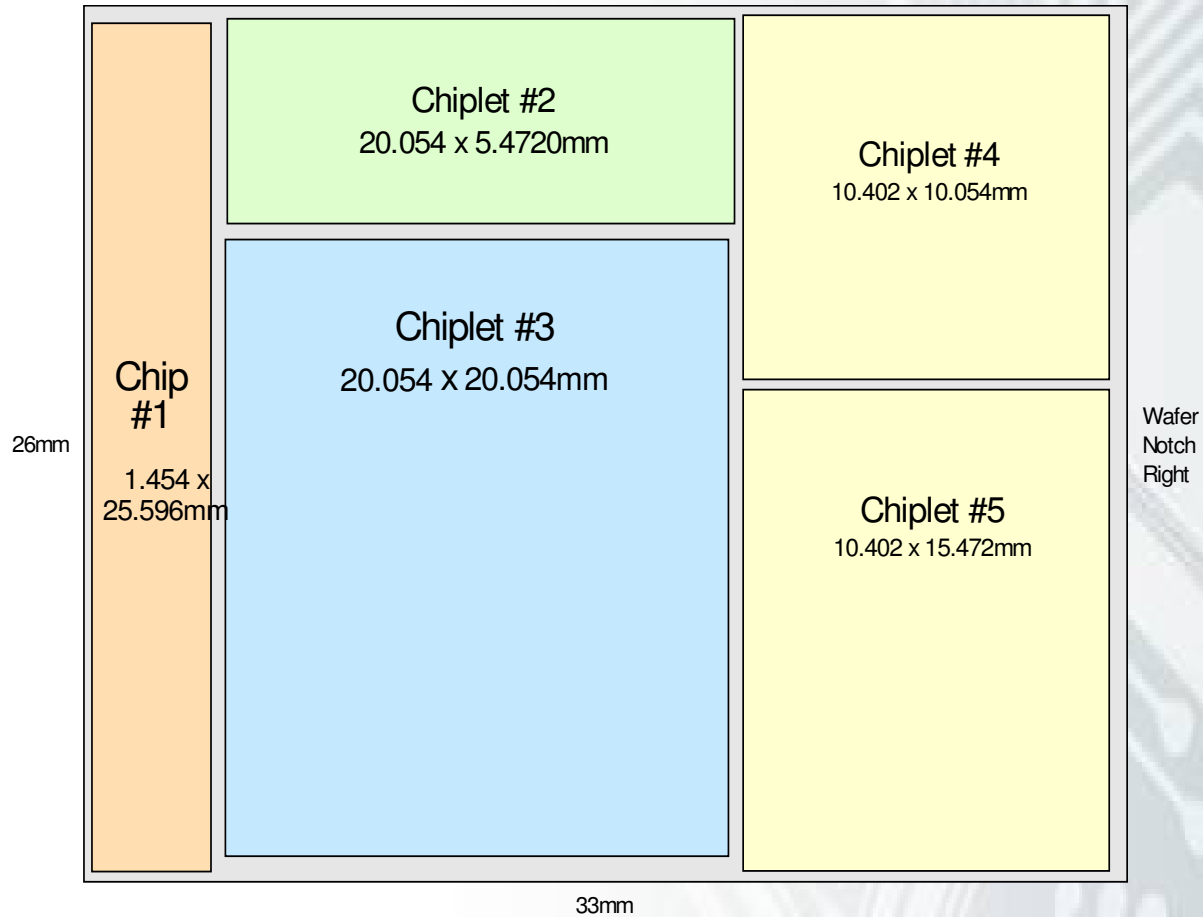 Chiplet #2
20.054 x 5.4720mm
Chiplet #4
10.402 x 10.054mm
Chiplet #3
20.054 x 20.054mm
Chip
#1
1.454 x
25.596mm
26mm
Wafer
Notch
Right
Chiplet #5
10.402 x 15.472mm
33mm